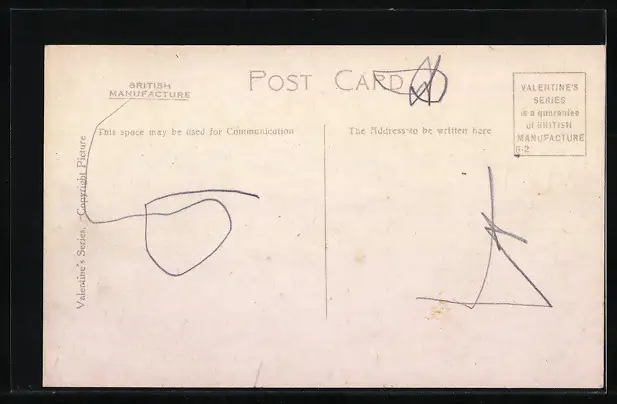 BRITISH
MANUFACTURE
POST CARD
VALENTINE'S
SERIES
is a guarantee
of BRITISH
MANUFACTURE
S-2
This space may be used for Communication
The Address to be written here
Valentine's Series. Copyright Picture